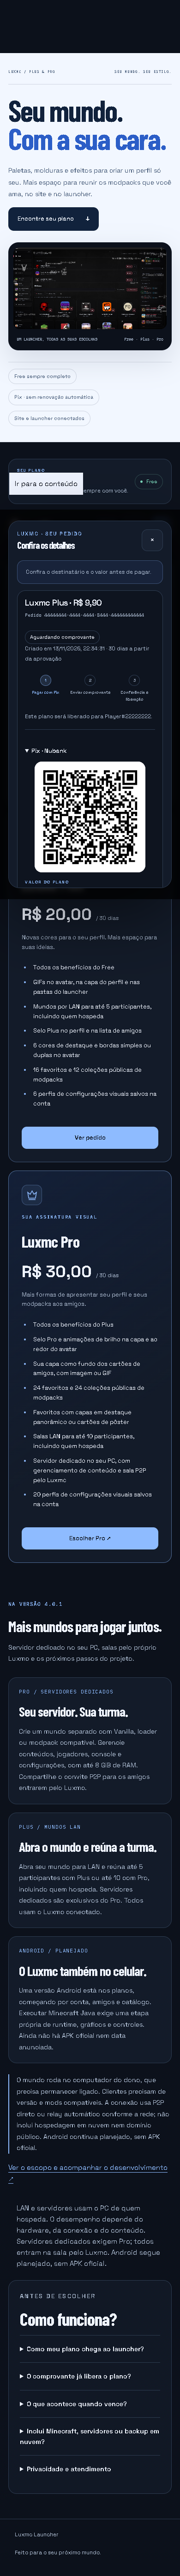 LUXMC / PLUS & PRO
SEU MUNDO. SEU ESTILO.
Seu mundo.
Com a sua cara.
Paletas, molduras e efeitos para criar um perfil só
seu. Mais espaço para reunir os modpacks que você
ama, no site e no launcher.
Encontre seu plano ↓
UM LAUNCHER, TODAS AS SUAS ESCOLHAS
Free · Plus · Pro
Free sempre completo
Pix · sem renovação automática
Site e launcher conectados
SEU PLANO
Ir para o conteúdo
sempre com você.
Free
LUXMC · SEU PEDIDO
Confira os detalhes
×
Confira o destinatário e o valor antes de pagar.
Luxmc Plus · R$ 9,90
Aguardando comprovante
Criado em 13/11/2025, 22:34:31 · 30 dias a partir
da aprovação
1
2
3
Pagar com Pix
Enviar comprovante
Conferência e liberação
Este plano será liberado para Player#22222222.
▼ Pix · Nubank
VALOR DO PLANO
R$ 20,00 / 30 dias
Novas cores para o seu perfil. Mais espaço para
suas ideias.
• Todos os benefícios do Free
• GIFs no avatar, na capa do perfil e nas
pastas do launcher
• Mundos por LAN para até 5 participantes,
incluindo quem hospeda
• Selo Plus no perfil e na lista de amigos
• 6 cores de destaque e bordas simples ou
duplas no avatar
• 16 favoritos e 12 coleções públicas de
modpacks
• 6 perfis de configurações visuais salvos na
conta
Ver pedido
SUA ASSINATURA VISUAL
Luxmc Pro
R$ 30,00 / 30 dias
Mais formas de apresentar seu perfil e seus
modpacks aos amigos.
• Todos os benefícios do Plus
• Selo Pro e animações de brilho na capa e ao
redor do avatar
• Sua capa como fundo dos cartões de
amigos, com imagem ou GIF
• 24 favoritos e 24 coleções públicas de
modpacks
• Favoritos com capas em destaque
panorâmico ou cartões de pôster
• Salas LAN para até 10 participantes,
incluindo quem hospeda
• Servidor dedicado no seu PC, com
gerenciamento de conteúdo e sala P2P
pelo Luxmc
• 20 perfis de configurações visuais salvos
na conta
Escolher Pro ↗
NA VERSÃO 4.0.1
Mais mundos para jogar juntos.
Servidor dedicado no seu PC, salas pelo próprio
Luxmc e os próximos passos do projeto.
PRO / SERVIDORES DEDICADOS
Seu servidor. Sua turma.
Crie um mundo separado com Vanilla, loader
ou modpack compatível. Gerencie
conteúdos, jogadores, console e
configurações, com até 8 GiB de RAM.
Compartilhe o convite P2P para os amigos
entrarem pelo Luxmc.
PLUS / MUNDOS LAN
Abra o mundo e reúna a turma.
Abra seu mundo para LAN e reúna até 5
participantes com Plus ou até 10 com Pro,
incluindo quem hospeda. Servidores
dedicados são exclusivos do Pro. Todos
usam o Luxmc conectado.
ANDROID / PLANEJADO
O Luxmc também no celular.
Uma versão Android está nos planos,
começando por conta, amigos e catálogo.
Executar Minecraft Java exige uma etapa
própria de runtime, gráficos e controles.
Ainda não há APK oficial nem data
anunciada.
O mundo roda no computador do dono, que
precisa permanecer ligado. Clientes precisam de
versão e mods compatíveis. A conexão usa P2P
direto ou relay automático conforme a rede; não
inclui hospedagem em nuvem nem domínio
público. Android continua planejado, sem APK
oficial.
Ver o escopo e acompanhar o desenvolvimento
↗
LAN e servidores usam o PC de quem
hospeda. O desempenho depende do
hardware, da conexão e do conteúdo.
Servidores dedicados exigem Pro; todos
entram na sala pelo Luxmc. Android segue
planejado, sem APK oficial.
ANTES DE ESCOLHER
Como funciona?
▶ Como meu plano chega ao launcher?
▶ O comprovante já libera o plano?
▶ O que acontece quando vence?
▶ Inclui Minecraft, servidores ou backup em
nuvem?
▶ Privacidade e atendimento
Luxmc Launcher
Feito para o seu próximo mundo.